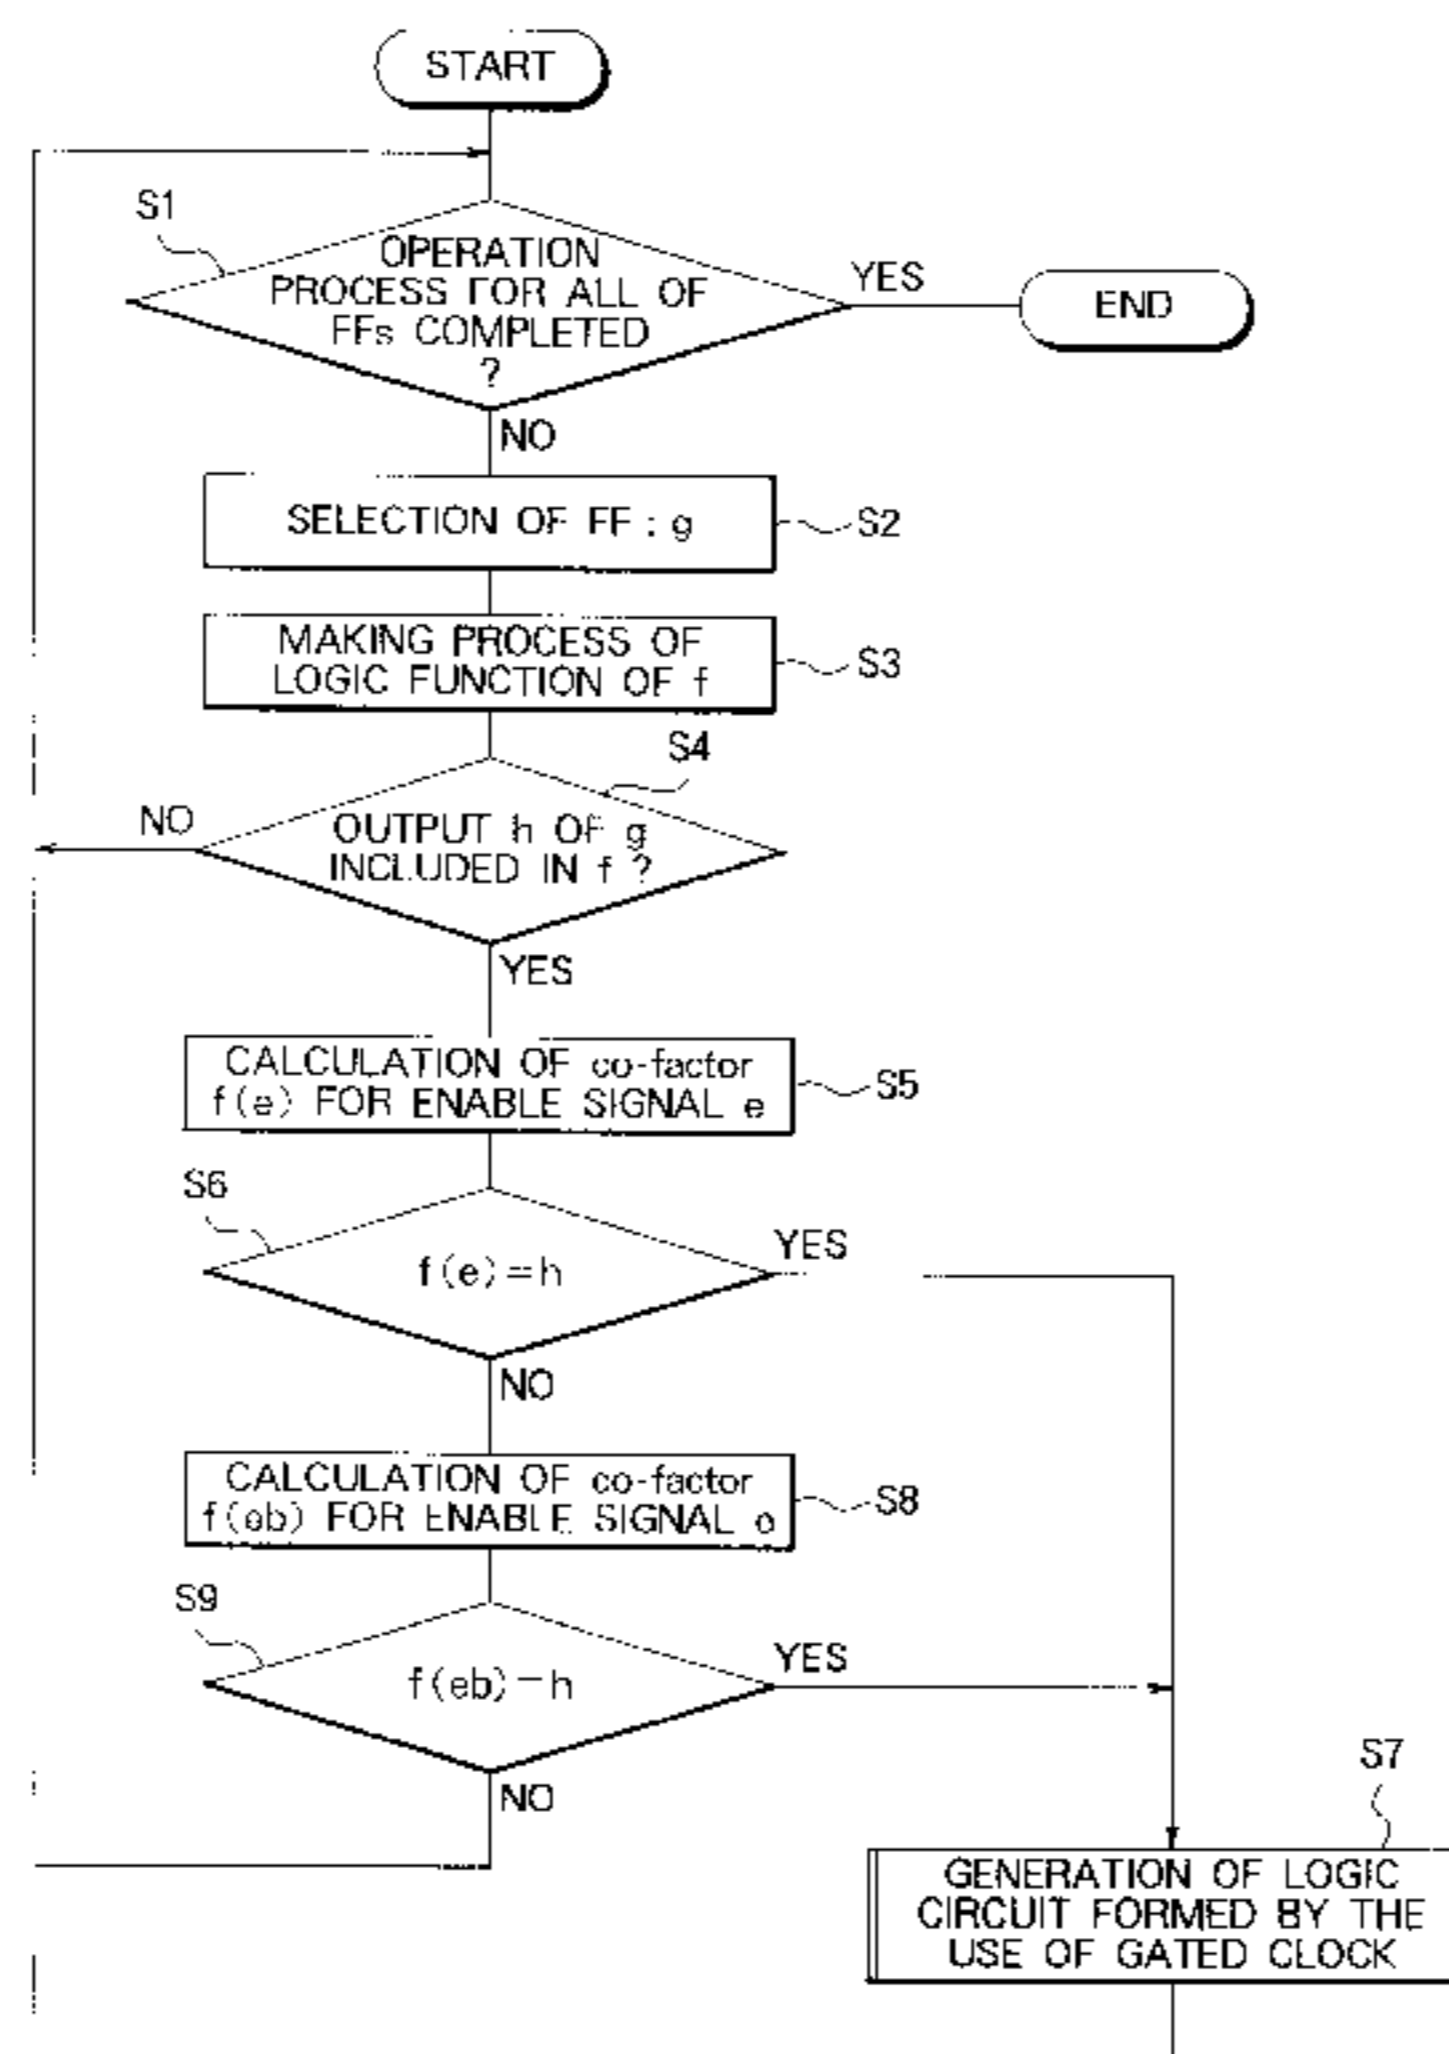 START
S1
OPERATION
PROCESS FOR ALL OF
FFs COMPLETED
?
YES
END
NO
SELECTION OF FF : g
S2
MAKING PROCESS OF
LOGIC FUNCTION OF f
S3
S4
NO
OUTPUT h OF g
INCLUDED IN f ?
YES
CALCULATION OF co-factor
f(e) FOR ENABLE SIGNAL e
S5
S6
f(e)=h
YES
NO
CALCULATION OF co-factor
f(eb) FOR ENABLE SIGNAL e
S8
S9
f(eb)=h
YES
NO
S7
GENERATION OF LOGIC
CIRCUIT FORMED BY THE
USE OF GATED CLOCK